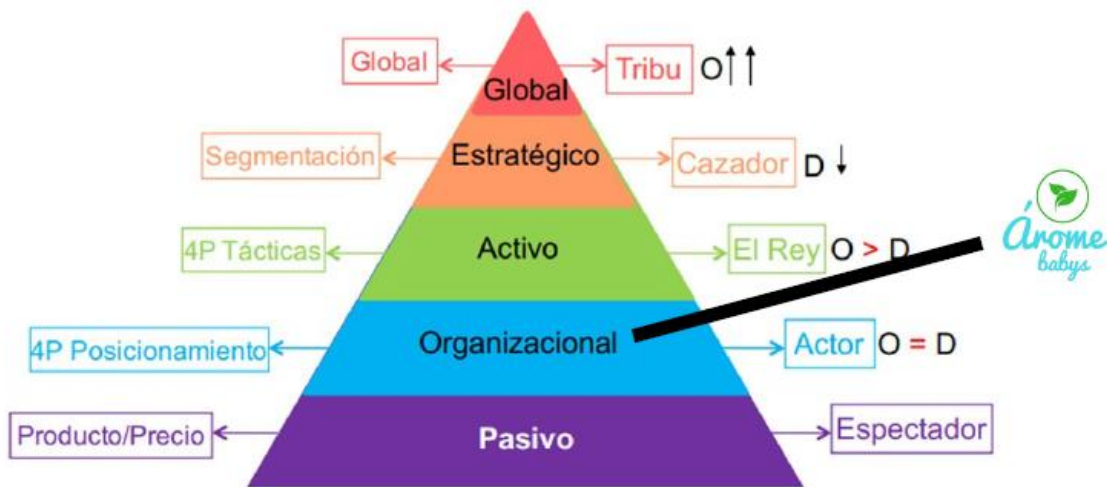 Global
Global
Tribu O↑↑
Segmentación
Estratégico
Cazador D↓
4P Tácticas
Activo
El Rey O > D
Árome
babys
4P Posicionamiento
Organizacional
Actor O = D
Producto/Precio
Pasivo
Espectador